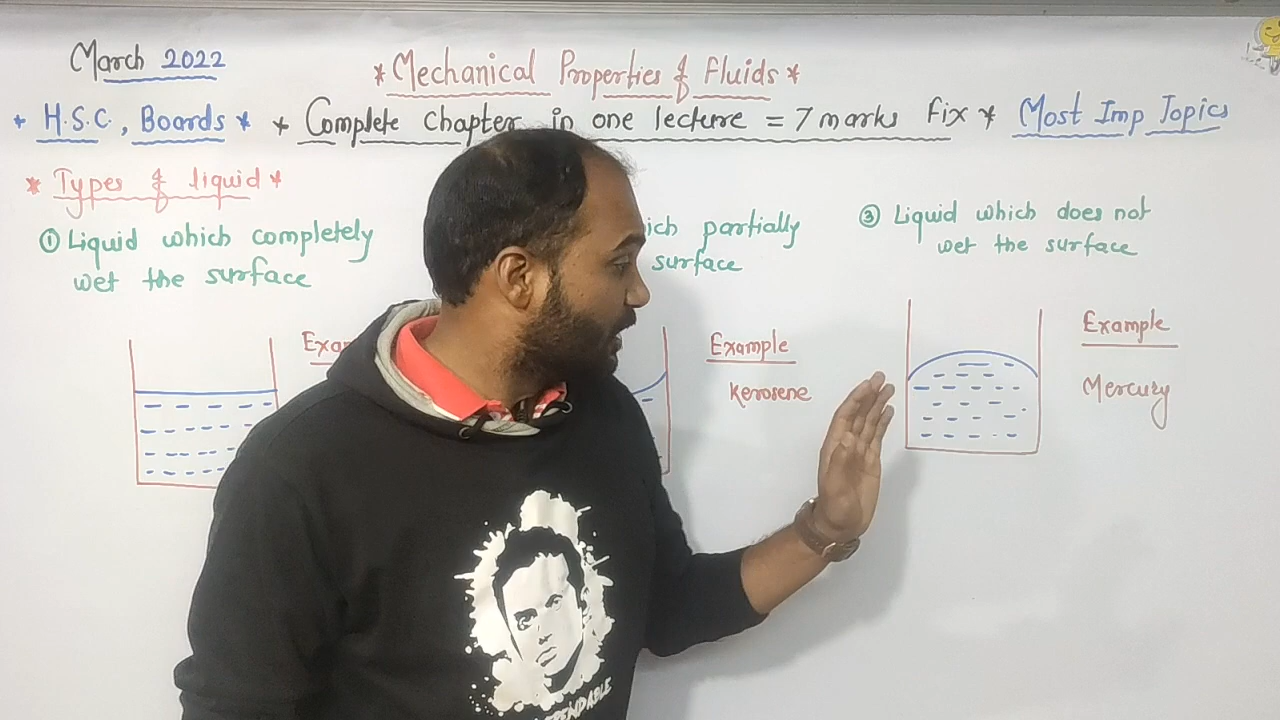 March 2022
* Mechanical Properties of Fluids *
* H.S.C, Boards * * Complete Chapter in one lecture = 7 marks Fix * Most Imp Topics
* Types of liquid *
① Liquid which completely
wet the surface
partially
surface
③ Liquid which does not
wet the surface
Example
Kerosene
Example
Mercury